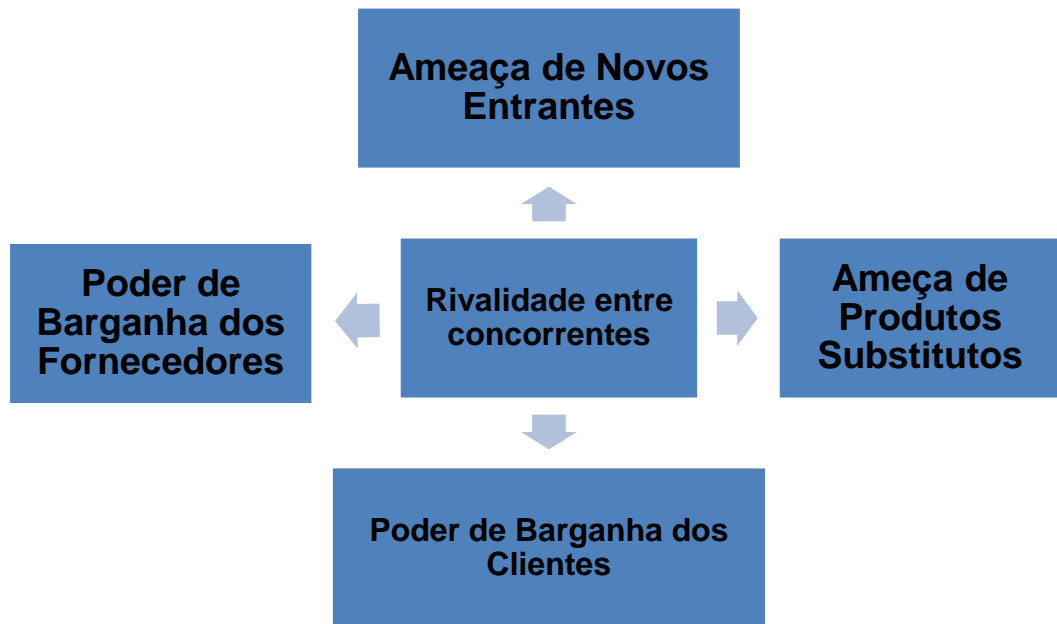 Ameaça de Novos
Entrantes
Poder de
Barganha dos
Fornecedores
Rivalidade entre
concorrentes
Ameça de
Produtos
Substitutos
Poder de Barganha dos
Clientes